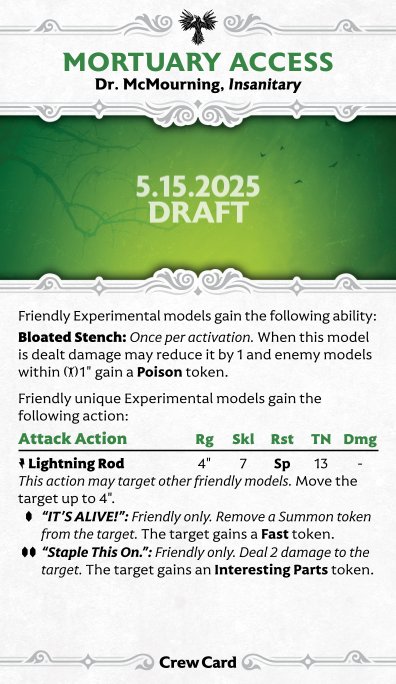 MORTUARY ACCESS
Dr. McMourning, Insanitary
5.15.2025
DRAFT
Friendly Experimental models gain the following ability:
Bloated Stench: Once per activation. When this model
is dealt damage may reduce it by 1 and enemy models
within 1" gain a Poison token.
Friendly unique Experimental models gain the
following action:
Attack Action Rg Skl Rst TN Dmg
Lightning Rod 4" 7 Sp 13 -
This action may target other friendly models. Move the
target up to 4".
"IT'S ALIVE!": Friendly only. Remove a Summon token
from the target. The target gains a Fast token.
"Staple This On.": Friendly only. Deal 2 damage to the
target. The target gains an Interesting Parts token.
Crew Card